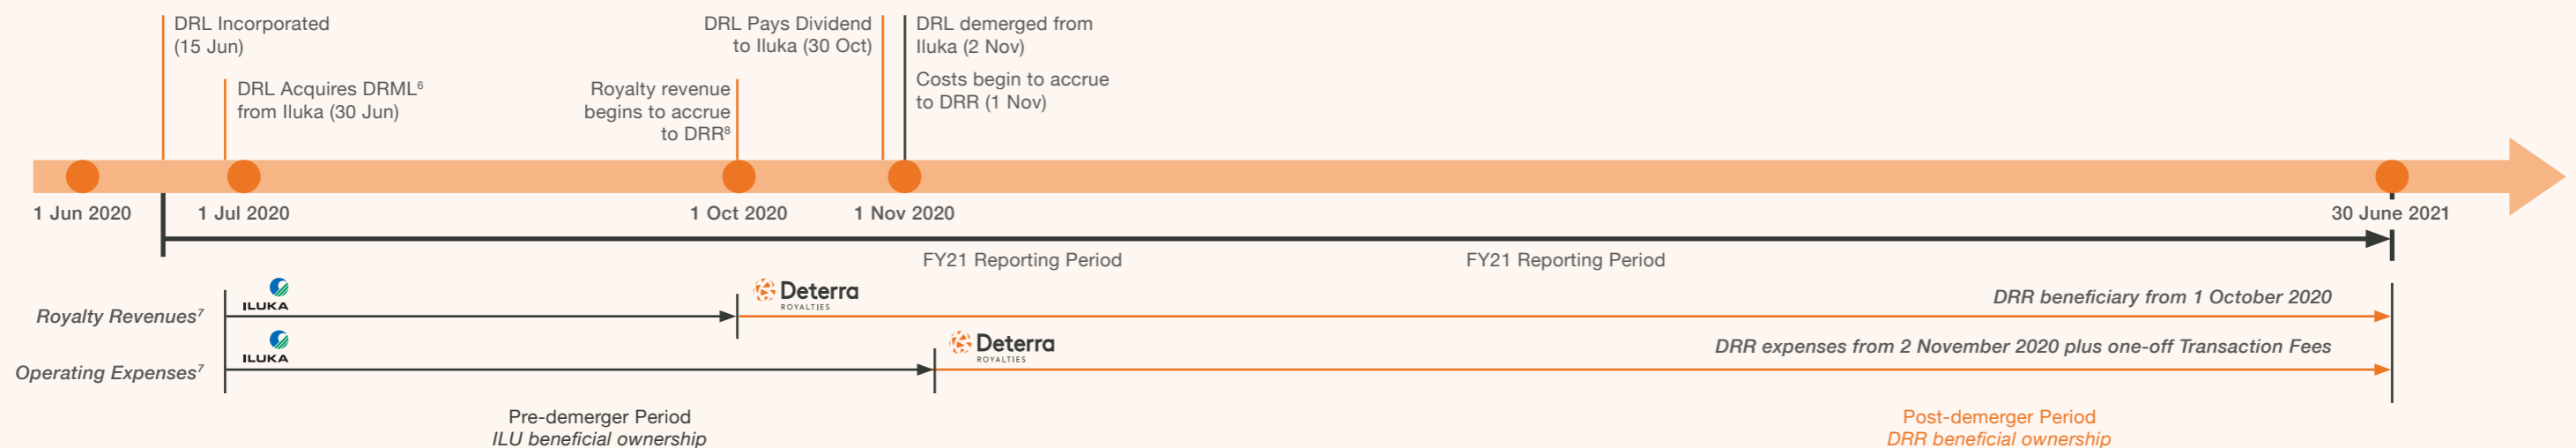 DRL Incorporated
(15 Jun)
DRL Acquires DRML⁶
from Iluka (30 Jun)
Royalty revenue
begins to accrue
to DRR⁸
DRL Pays Dividend
to Iluka (30 Oct)
DRL demerged from
Iluka (2 Nov)
Costs begin to accrue
to DRR (1 Nov)
1 Jun 2020
1 Jul 2020
1 Oct 2020
1 Nov 2020
30 June 2021
FY21 Reporting Period
FY21 Reporting Period
Royalty Revenues⁷
ILUKA
Deterra
ROYALTIES
DRR beneficiary from 1 October 2020
Operating Expenses⁷
ILUKA
Deterra
ROYALTIES
DRR expenses from 2 November 2020 plus one-off Transaction Fees
Pre-demerger Period
ILU beneficial ownership
Post-demerger Period
DRR beneficial ownership